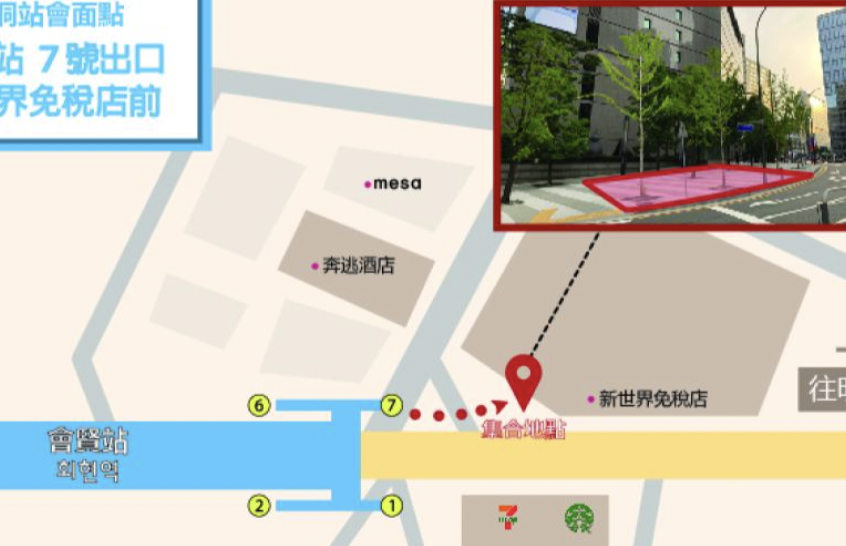 洞站會面點
站 7 號出口
界免稅店前
mesa
奔逃酒店
新世界免稅店
往
6
7
集合地點
會賢站
회현역
2
1